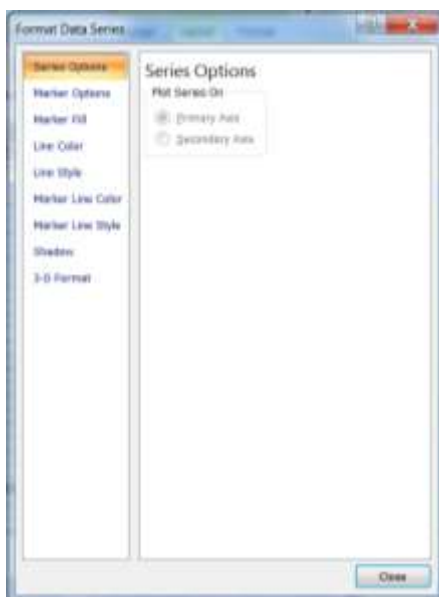 Format Data Series
Series Options
Marker Options
Marker Fill
Line Color
Line Style
Marker Line Color
Marker Line Style
Shadow
3-D Format
Series Options
Plot Series On
Primary Axis
Secondary Axis
Close